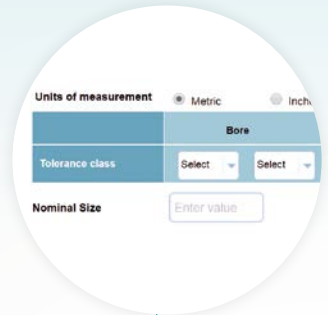 Units of measurement Metric
Bore
Tolerance class Select Select
Nominal Size Enter value